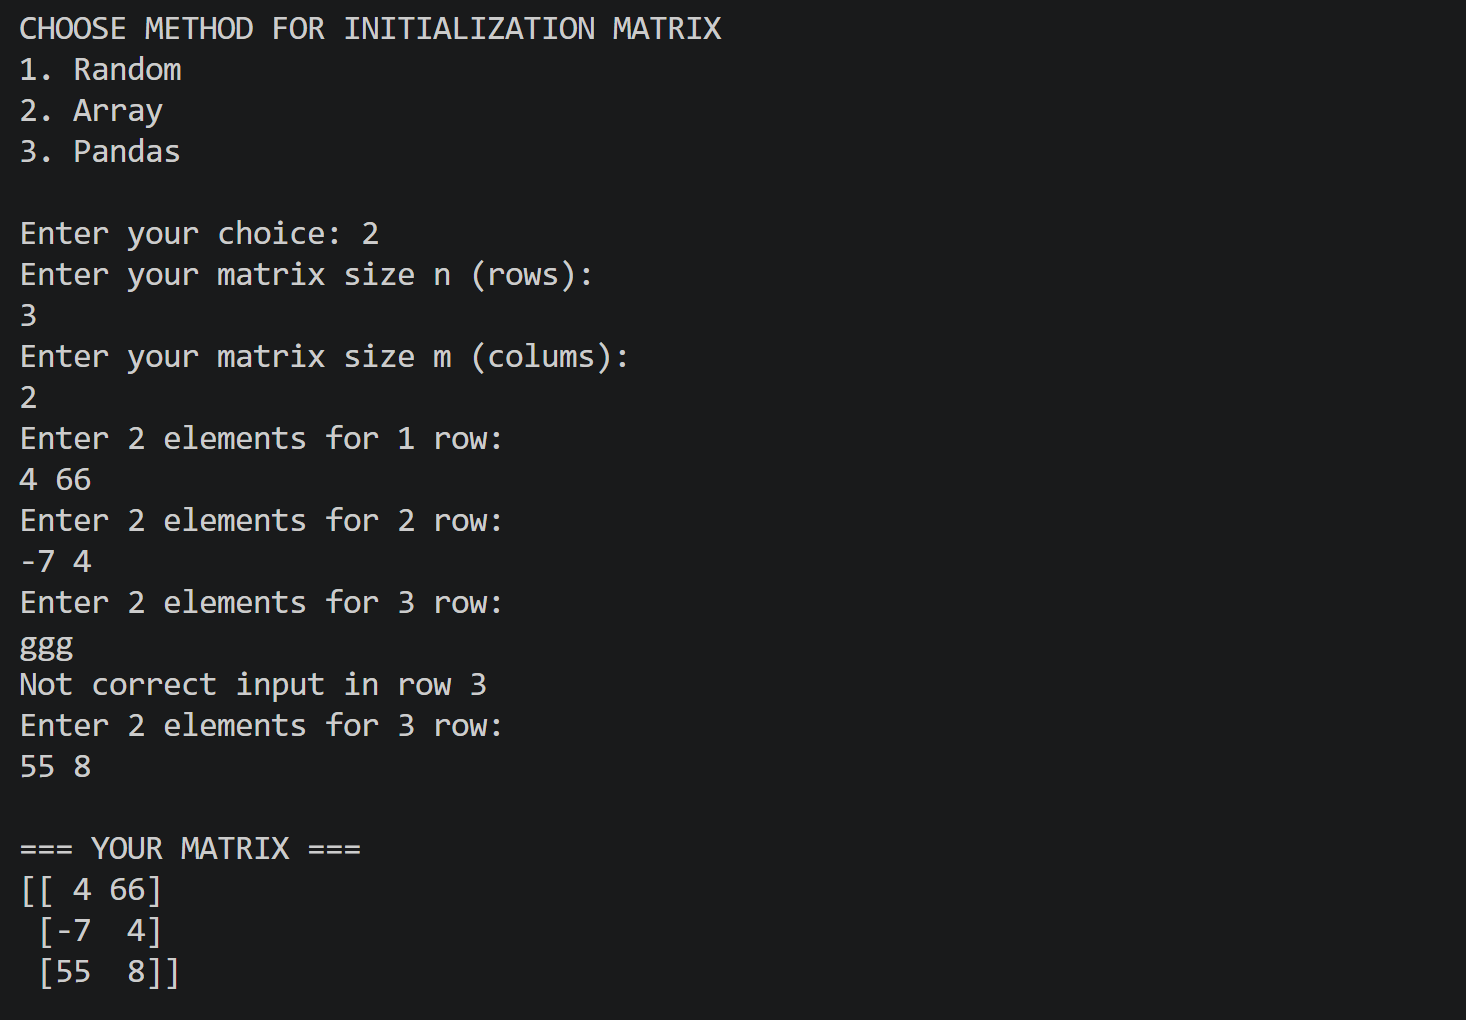 CHOOSE METHOD FOR INITIALIZATION MATRIX
1. Random
2. Array
3. Pandas
Enter your choice: 2
Enter your matrix size n (rows):
3
Enter your matrix size m (colums):
2
Enter 2 elements for 1 row:
4 66
Enter 2 elements for 2 row:
-7 4
Enter 2 elements for 3 row:
ggg
Not correct input in row 3
Enter 2 elements for 3 row:
55 8
=== YOUR MATRIX ===
[[ 4 66]
 [-7  4]
 [55  8]]